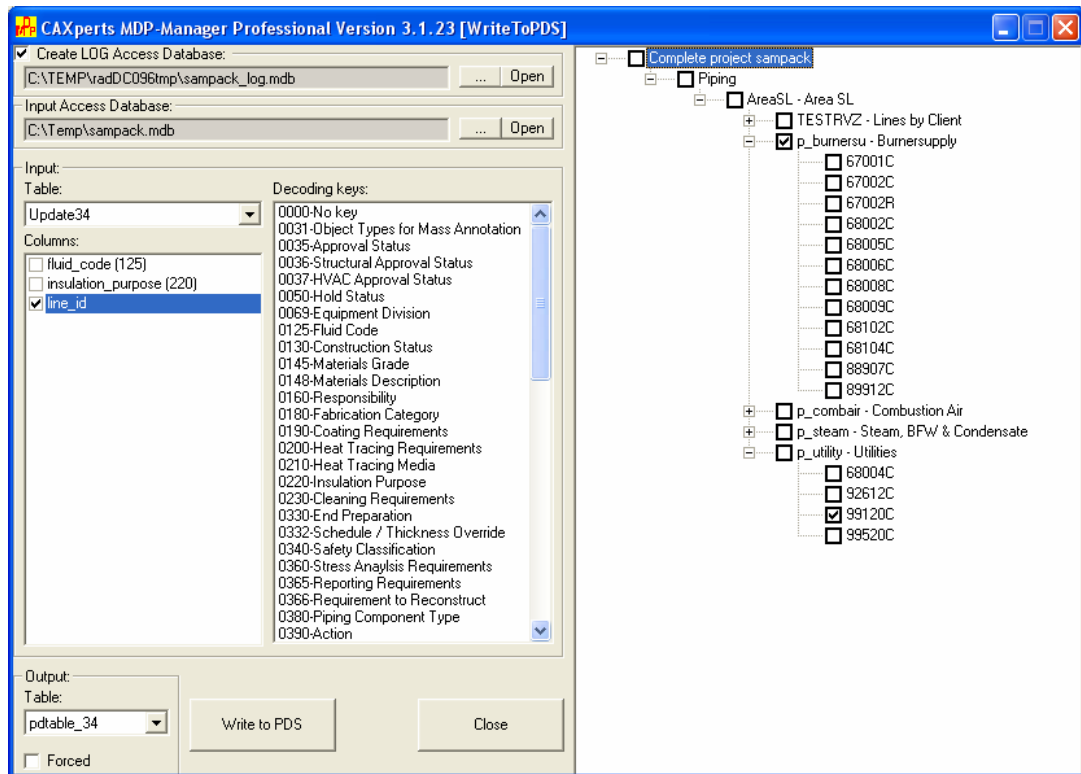 CAXperts MDP-Manager Professional Version 3.1.23 [WriteToPDS]
Create LOG Access Database:
C:\TEMP\radDC096tmp\sampack_log.mdb
...
Open
Input Access Database:
C:\Temp\sampack.mdb
...
Open
Input:
Table:
Update34
Columns:
fluid_code (125)
insulation_purpose (220)
line_id
Decoding keys:
0000-No key
0031-Object Types for Mass Annotation
0035-Approval Status
0036-Structural Approval Status
0037-HVAC Approval Status
0050-Hold Status
0069-Equipment Division
0125-Fluid Code
0130-Construction Status
0145-Materials Grade
0148-Materials Description
0160-Responsibility
0180-Fabrication Category
0190-Coating Requirements
0200-Heat Tracing Requirements
0210-Heat Tracing Media
0220-Insulation Purpose
0230-Cleaning Requirements
0330-End Preparation
0332-Schedule / Thickness Override
0340-Safety Classification
0360-Stress Anaylsis Requirements
0365-Reporting Requirements
0366-Requirement to Reconstruct
0380-Piping Component Type
0390-Action
Output:
Table:
pdtable_34
Forced
Write to PDS
Close
Complete project sampack
Piping
AreaSL - Area SL
TESTRVZ - Lines by Client
p_burnersu - Burnersupply
67001C
67002C
67002R
68002C
68005C
68006C
68008C
68009C
68102C
68104C
88907C
89912C
p_combair - Combustion Air
p_steam - Steam, BFW & Condensate
p_utility - Utilities
68004C
92612C
99120C
99520C